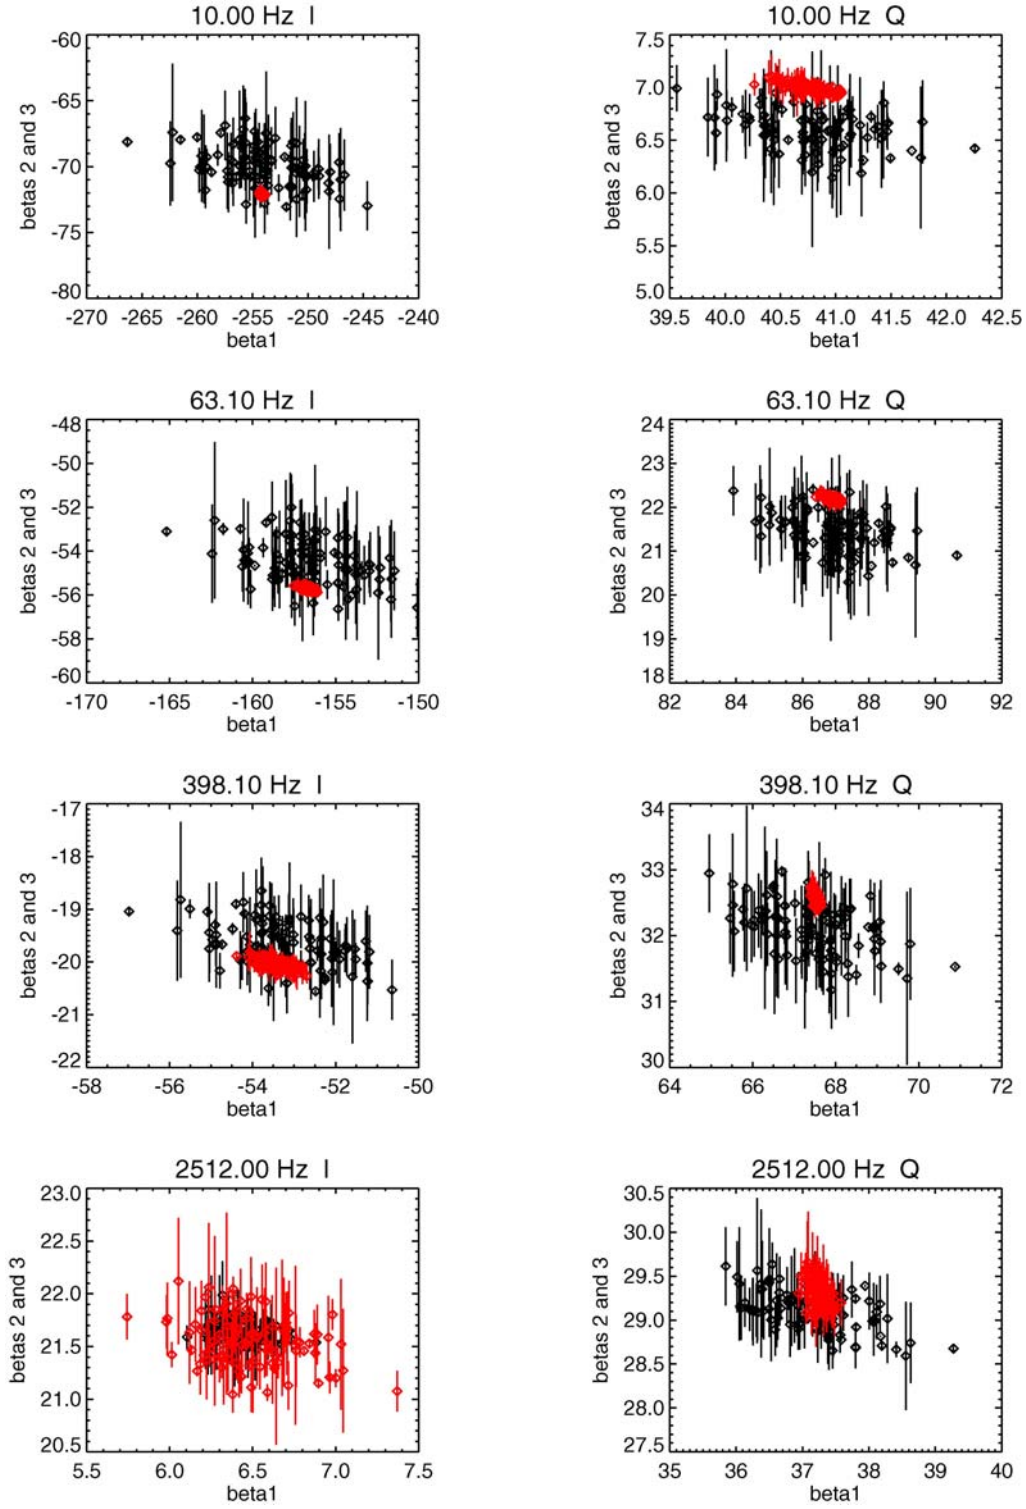 10.00 Hz I
-60
-65
-70
-75
-80
betas 2 and 3
-270 -265 -260 -255 -250 -245 -240
beta1
10.00 Hz Q
7.5
7.0
6.5
6.0
5.5
5.0
betas 2 and 3
39.5 40.0 40.5 41.0 41.5 42.0 42.5
beta1
63.10 Hz I
-48
-50
-52
-54
-56
-58
-60
betas 2 and 3
-170 -165 -160 -155 -150
beta1
63.10 Hz Q
24
23
22
21
20
19
18
betas 2 and 3
82 84 86 88 90 92
beta1
398.10 Hz I
-17
-18
-19
-20
-21
-22
betas 2 and 3
-58 -56 -54 -52 -50
beta1
398.10 Hz Q
34
33
32
31
30
betas 2 and 3
64 66 68 70 72
beta1
2512.00 Hz I
23.0
22.5
22.0
21.5
21.0
20.5
betas 2 and 3
5.5 6.0 6.5 7.0 7.5
beta1
2512.00 Hz Q
30.5
30.0
29.5
29.0
28.5
28.0
27.5
betas 2 and 3
35 36 37 38 39 40
beta1